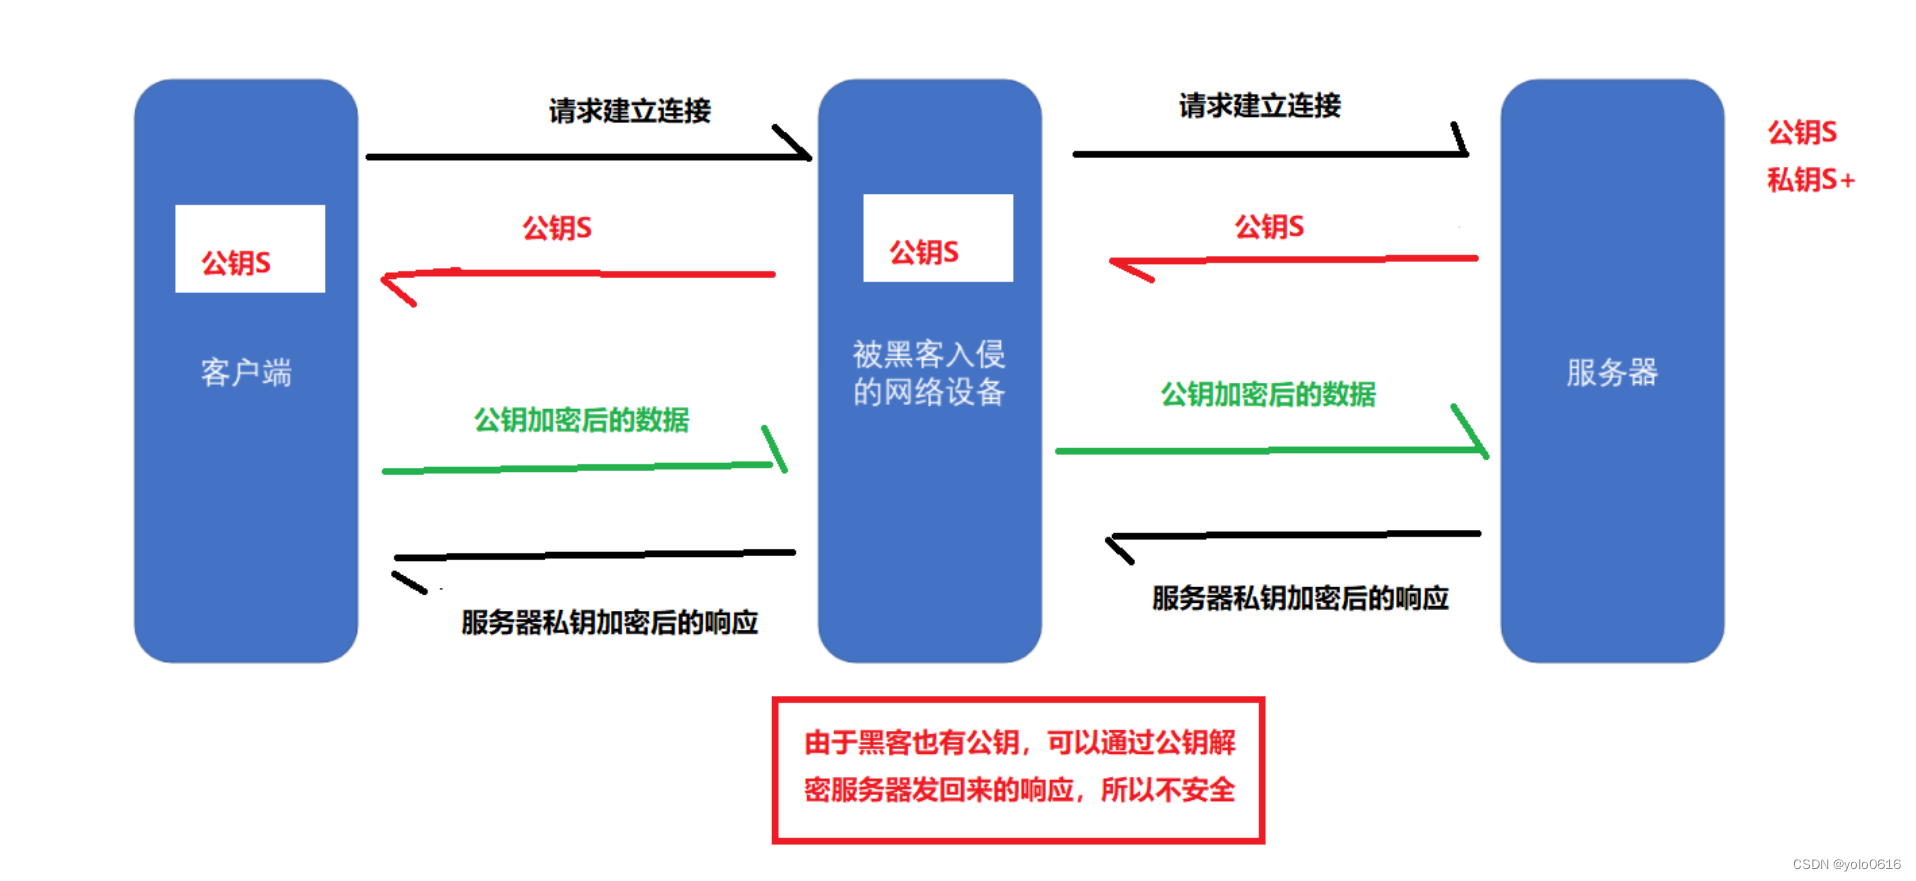 请求建立连接
请求建立连接
公钥S
私钥S+
公钥S
公钥S
公钥S
公钥S
客户端
被黑客入侵
的网络设备
服务器
公钥加密后的数据
公钥加密后的数据
服务器私钥加密后的响应
服务器私钥加密后的响应
由于黑客也有公钥，可以通过公钥解
密服务器发回来的响应，所以不安全
CSDN @yolo0616